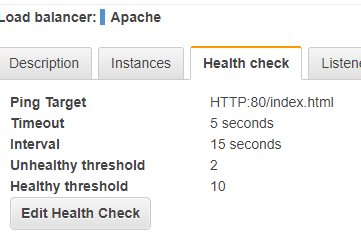 Load balancer: Apache
Description Instances Health check Listene
Ping Target HTTP:80/index.html
Timeout 5 seconds
Interval 15 seconds
Unhealthy threshold 2
Healthy threshold 10
Edit Health Check